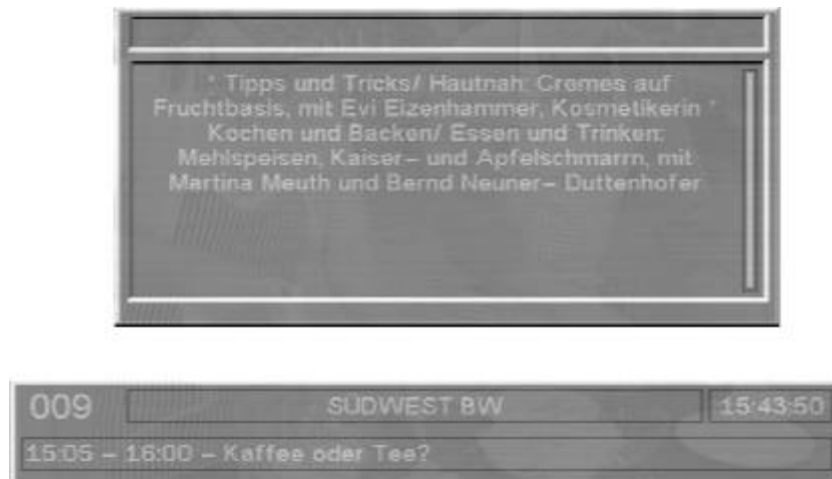 * Tipps und Tricks/ Hautnah: Cremes auf
Fruchtbasis, mit Evi Eizenhammer, Kosmetikerin *
Kochen und Backen/ Essen und Trinken:
Mehlspeisen, Kaiser- und Apfelschmarrn, mit
Martina Meuth und Bernd Neuner- Duttenhofer
009 SÜDWEST BW 15:43:50
15:05 - 16:00 - Kaffee oder Tee?